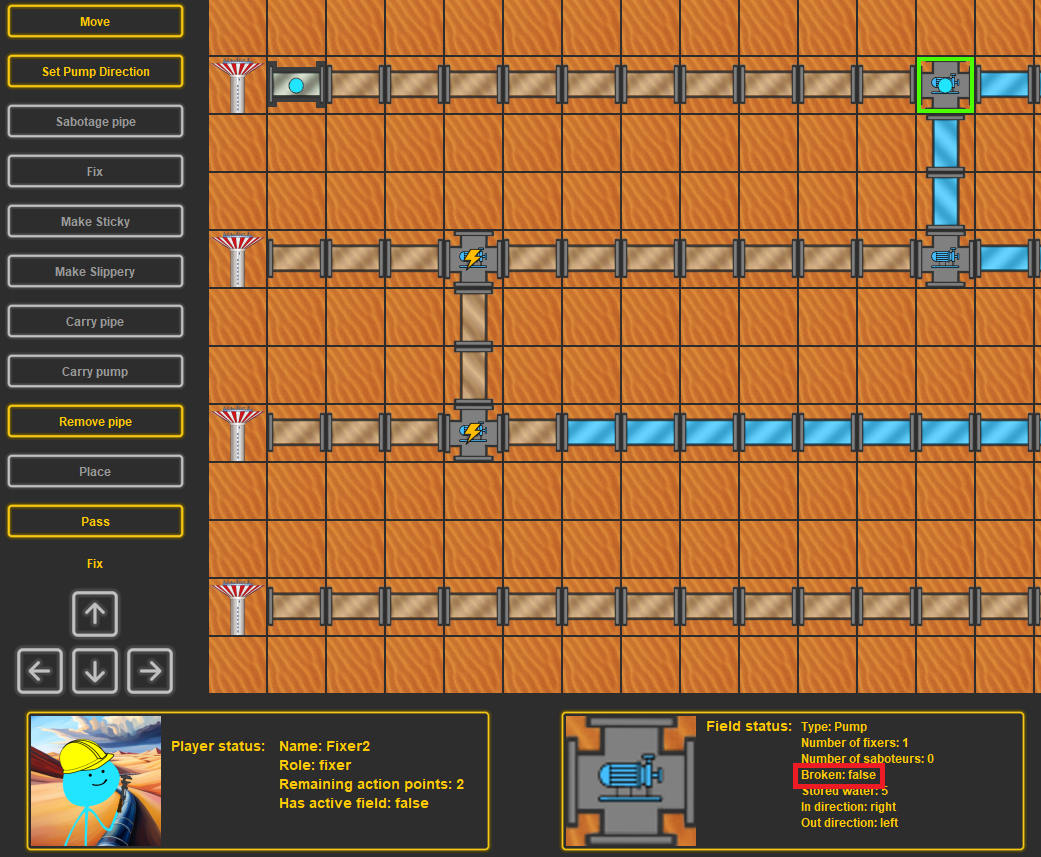 Move
Set Pump Direction
Sabotage pipe
Fix
Make Sticky
Make Slippery
Carry pipe
Carry pump
Remove pipe
Place
Pass
Fix
Player status:
Name: Fixer2
Role: fixer
Remaining action points: 2
Has active field: false
Field status:
Type: Pump
Number of fixers: 1
Number of saboteurs: 0
Broken: false
Stored water: 5
In direction: right
Out direction: left